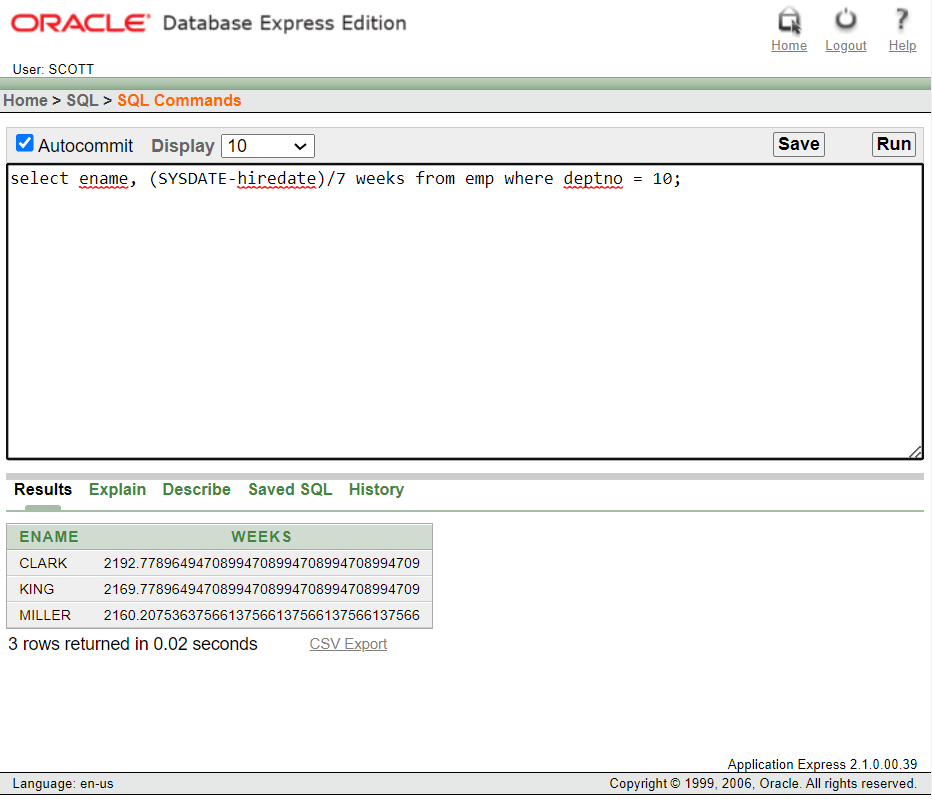 ORACLE® Database Express Edition
Home Logout Help
User: SCOTT
Home > SQL > SQL Commands
Autocommit Display 10 Save Run
select ename, (SYSDATE-hiredate)/7 weeks from emp where deptno = 10;
Results Explain Describe Saved SQL History
ENAME WEEKS
CLARK 2192.77896494708994708994708994708994709
KING 2169.77896494708994708994708994708994709
MILLER 2160.20753637566137566137566137566137566
3 rows returned in 0.02 seconds CSV Export
Application Express 2.1.0.00.39
Language: en-us Copyright © 1999, 2006, Oracle. All rights reserved.